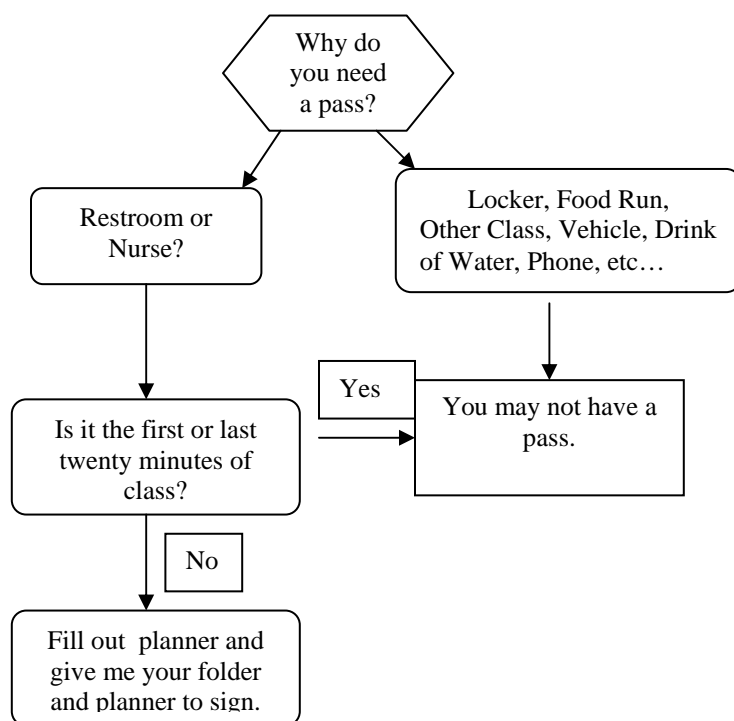 Why do
you need
a pass?
Restroom or
Nurse?
Locker, Food Run,
Other Class, Vehicle, Drink
of Water, Phone, etc…
Is it the first or last
twenty minutes of
class?
Yes
You may not have a
pass.
No
Fill out planner and
give me your folder
and planner to sign.